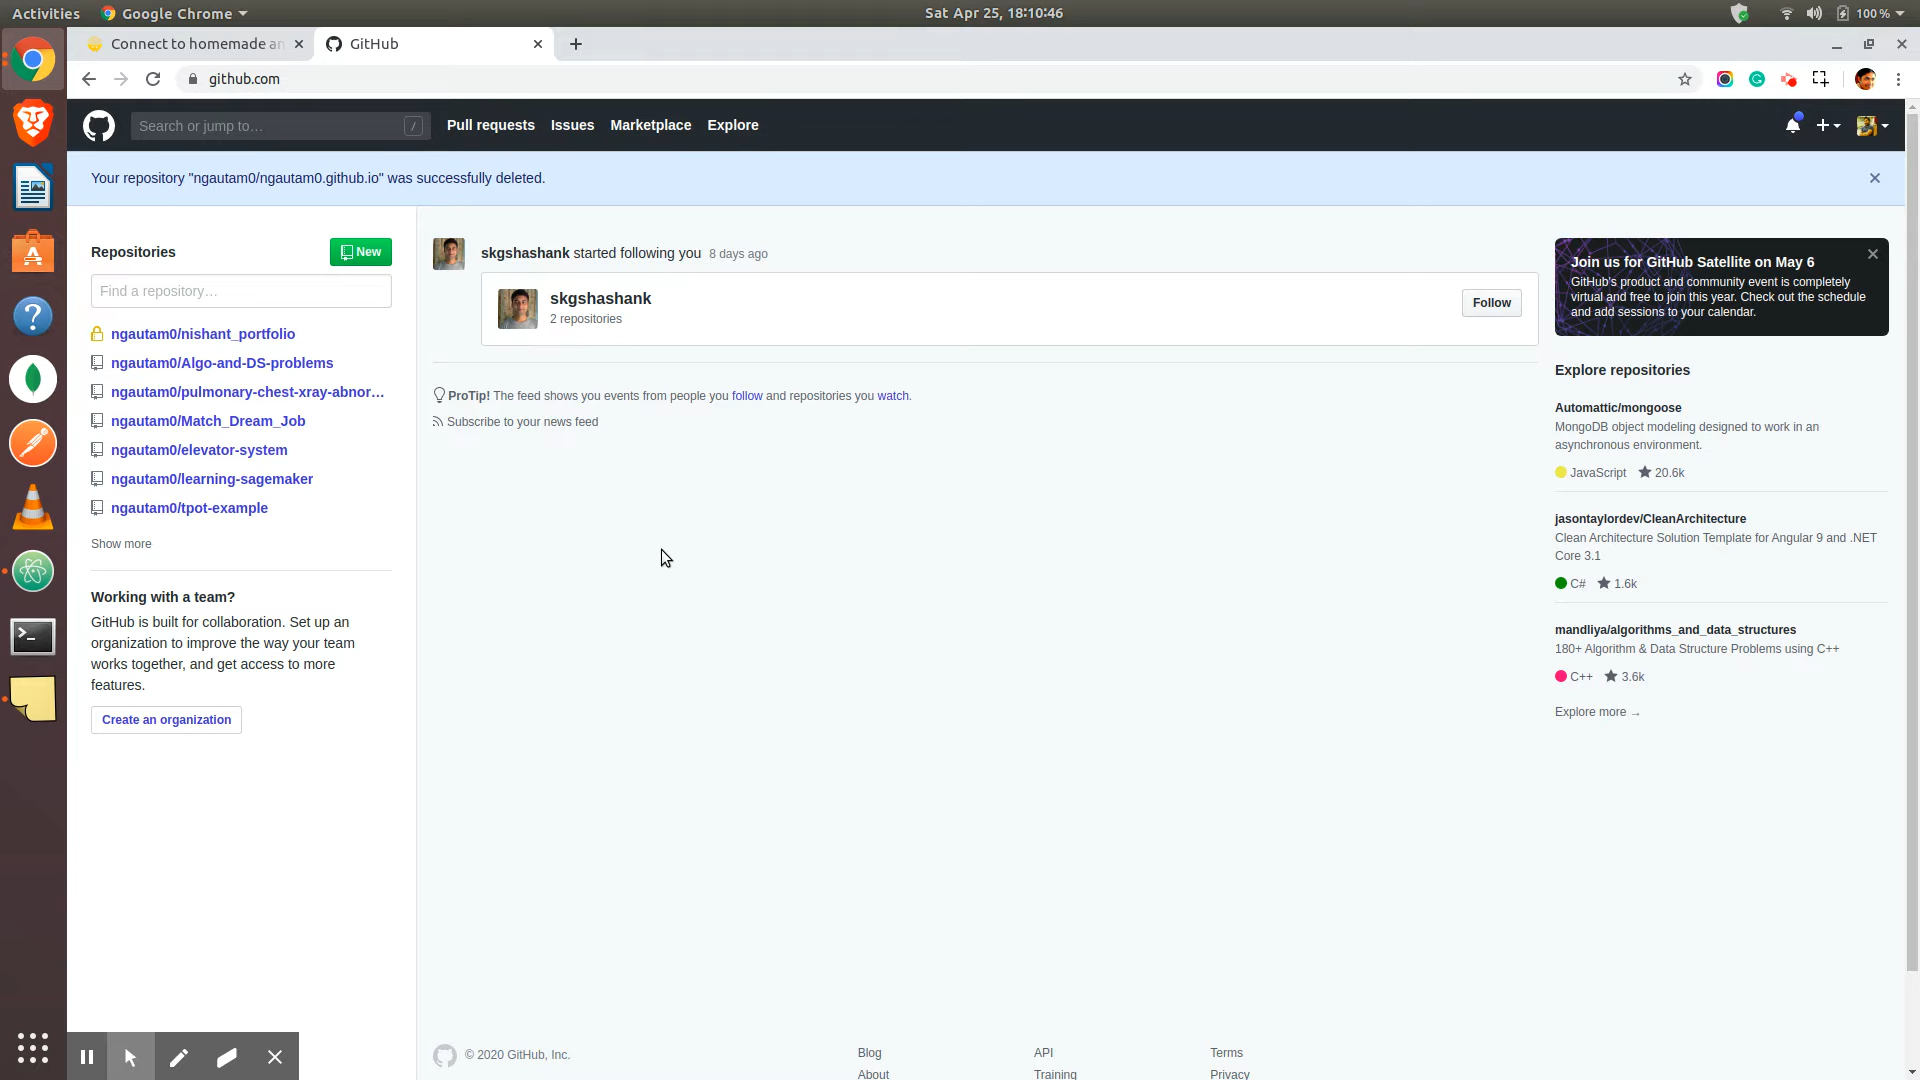 Activities
Google Chrome
Sat Apr 25, 18:10:46
100 %
Connect to homemade an
GitHub
github.com
Search or jump to…
/
Pull requests
Issues
Marketplace
Explore
Your repository "ngautam0/ngautam0.github.io" was successfully deleted.
Repositories
New
Find a repository…
ngautam0/nishant_portfolio
ngautam0/Algo-and-DS-problems
ngautam0/pulmonary-chest-xray-abnor…
ngautam0/Match_Dream_Job
ngautam0/elevator-system
ngautam0/learning-sagemaker
ngautam0/tpot-example
Show more
Working with a team?
GitHub is built for collaboration. Set up an
organization to improve the way your team
works together, and get access to more
features.
Create an organization
skgshashank started following you 8 days ago
skgshashank
2 repositories
Follow
ProTip! The feed shows you events from people you follow and repositories you watch.
Subscribe to your news feed
Join us for GitHub Satellite on May 6
GitHub's product and community event is completely
virtual and free to join this year. Check out the schedule
and add sessions to your calendar.
Explore repositories
Automattic/mongoose
MongoDB object modeling designed to work in an
asynchronous environment.
JavaScript 20.6k
jasontaylordev/CleanArchitecture
Clean Architecture Solution Template for Angular 9 and .NET
Core 3.1
C# 1.6k
mandliya/algorithms_and_data_structures
180+ Algorithm & Data Structure Problems using C++
C++ 3.6k
Explore more →
© 2020 GitHub, Inc.
Blog
About
API
Training
Terms
Privacy